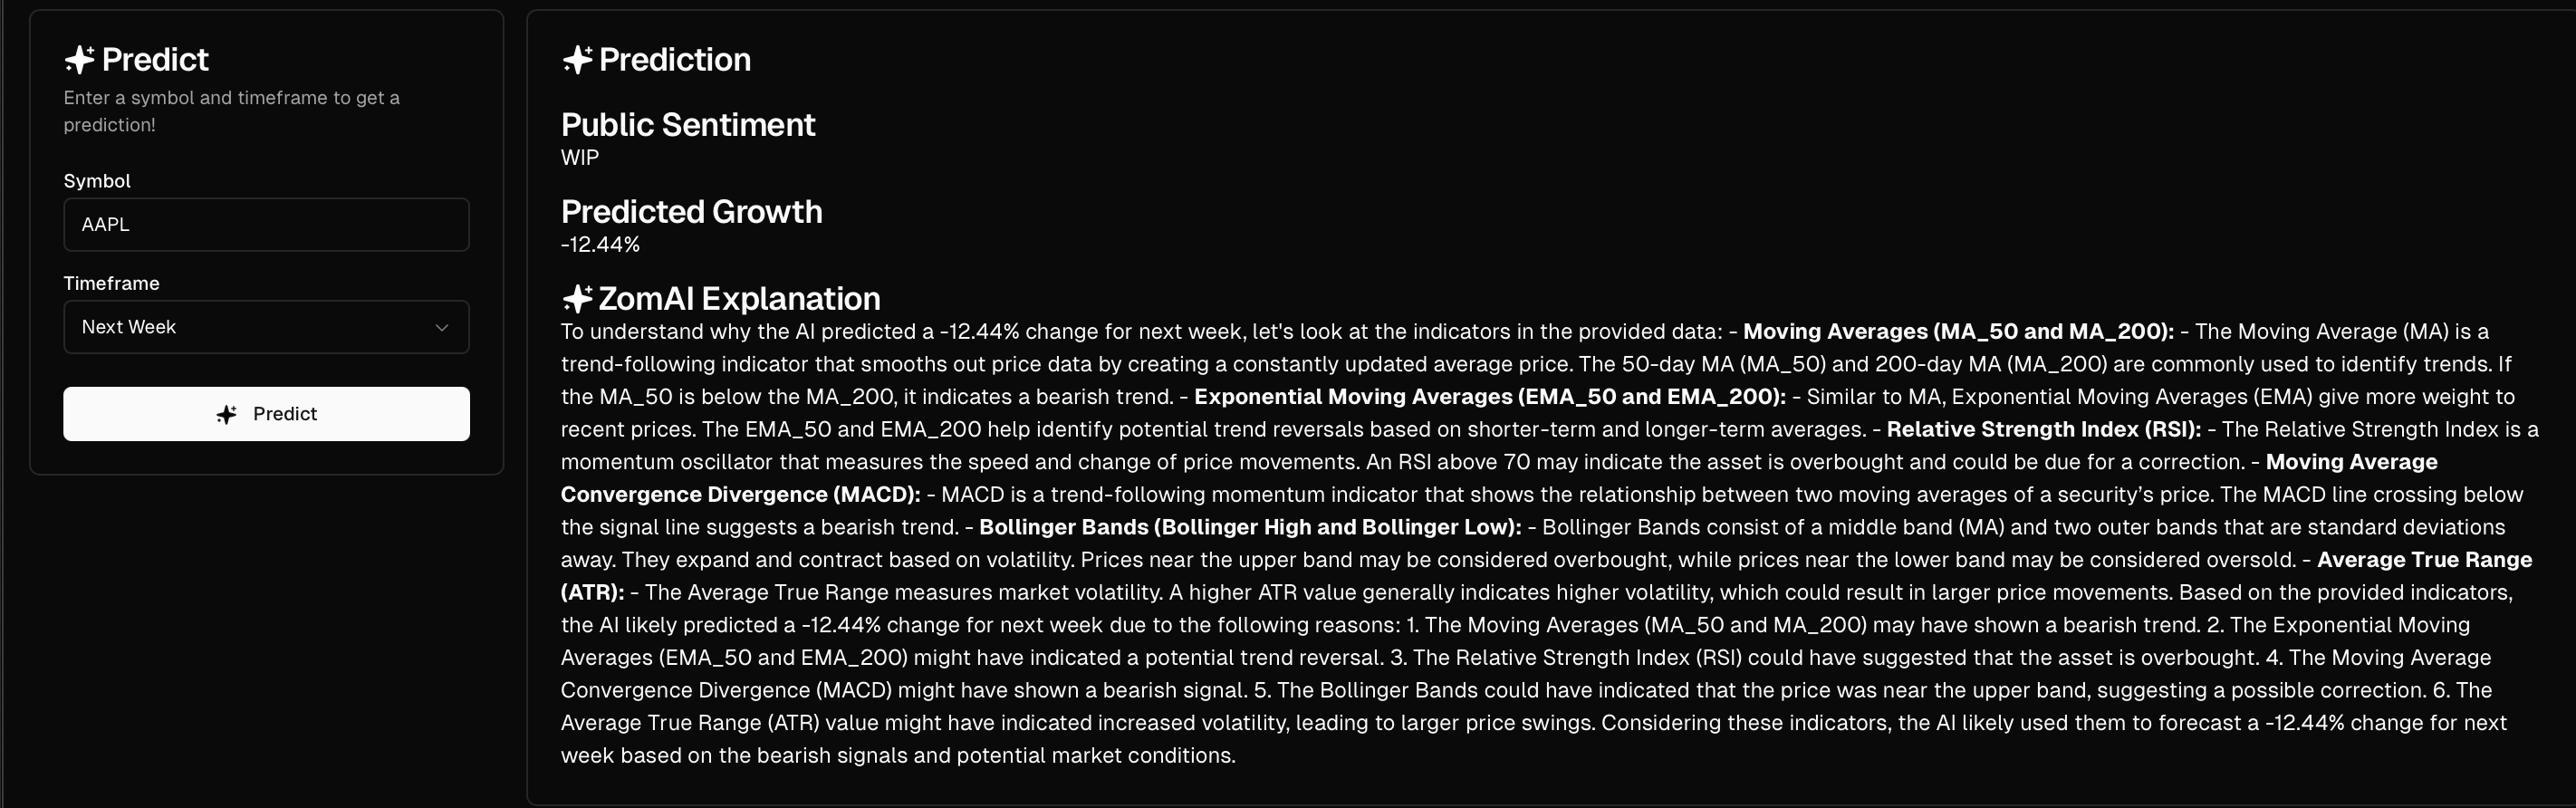 Predict
Enter a symbol and timeframe to get a
prediction!
Symbol
AAPL
Timeframe
Next Week
Predict
Prediction
Public Sentiment
WIP
Predicted Growth
-12.44%
ZomAI Explanation
To understand why the AI predicted a -12.44% change for next week, let's look at the indicators in the provided data: - Moving Averages (MA_50 and MA_200): - The Moving Average (MA) is a
trend-following indicator that smooths out price data by creating a constantly updated average price. The 50-day MA (MA_50) and 200-day MA (MA_200) are commonly used to identify trends. If
the MA_50 is below the MA_200, it indicates a bearish trend. - Exponential Moving Averages (EMA_50 and EMA_200): - Similar to MA, Exponential Moving Averages (EMA) give more weight to
recent prices. The EMA_50 and EMA_200 help identify potential trend reversals based on shorter-term and longer-term averages. - Relative Strength Index (RSI): - The Relative Strength Index is a
momentum oscillator that measures the speed and change of price movements. An RSI above 70 may indicate the asset is overbought and could be due for a correction. - Moving Average
Convergence Divergence (MACD): - MACD is a trend-following momentum indicator that shows the relationship between two moving averages of a security’s price. The MACD line crossing below
the signal line suggests a bearish trend. - Bollinger Bands (Bollinger High and Bollinger Low): - Bollinger Bands consist of a middle band (MA) and two outer bands that are standard deviations
away. They expand and contract based on volatility. Prices near the upper band may be considered overbought, while prices near the lower band may be considered oversold. - Average True Range
(ATR): - The Average True Range measures market volatility. A higher ATR value generally indicates higher volatility, which could result in larger price movements. Based on the provided indicators,
the AI likely predicted a -12.44% change for next week due to the following reasons: 1. The Moving Averages (MA_50 and MA_200) may have shown a bearish trend. 2. The Exponential Moving
Averages (EMA_50 and EMA_200) might have indicated a potential trend reversal. 3. The Relative Strength Index (RSI) could have suggested that the asset is overbought. 4. The Moving Average
Convergence Divergence (MACD) might have shown a bearish signal. 5. The Bollinger Bands could have indicated that the price was near the upper band, suggesting a possible correction. 6. The
Average True Range (ATR) value might have indicated increased volatility, leading to larger price swings. Considering these indicators, the AI likely used them to forecast a -12.44% change for next
week based on the bearish signals and potential market conditions.